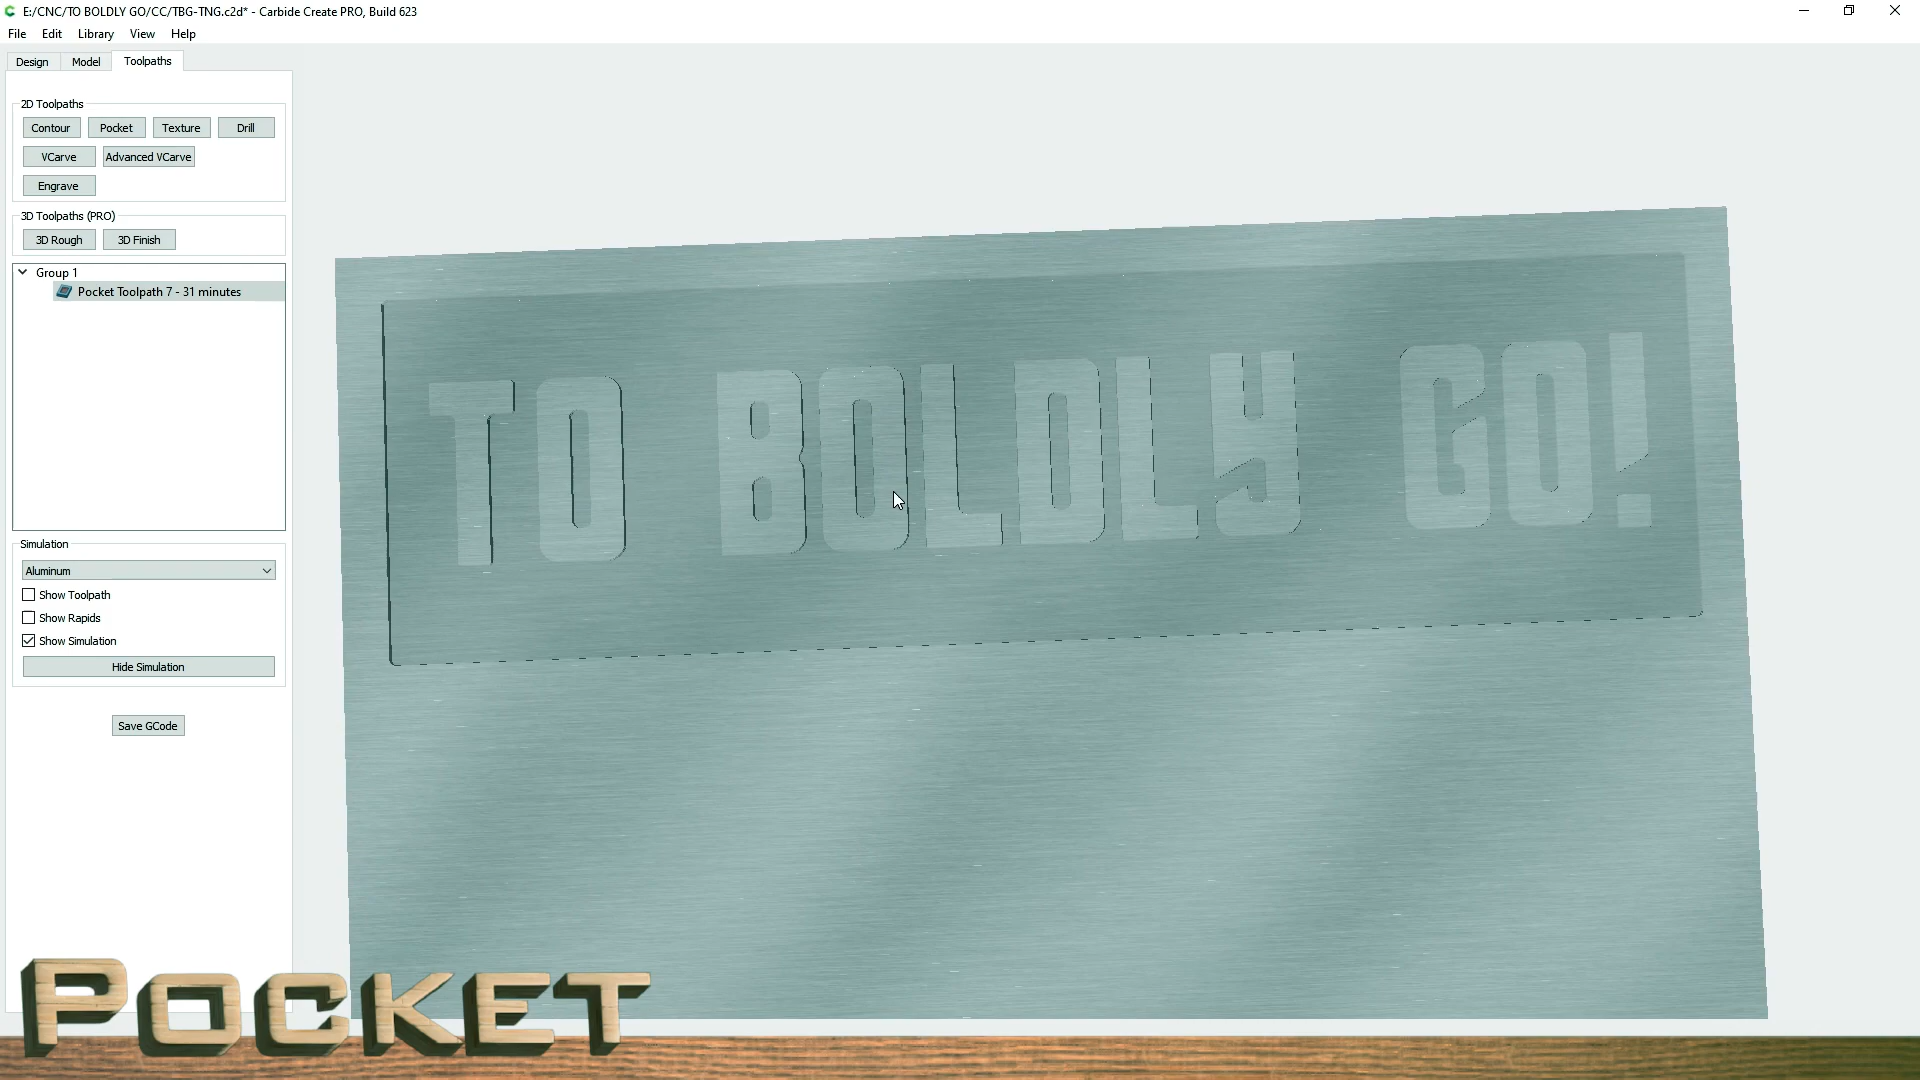 E:/CNC/TO BOLDLY GO/CC/TBG-TNG.c2d* - Carbide Create PRO, Build 623
File Edit Library View Help
Design Model Toolpaths
2D Toolpaths
Contour Pocket Texture Drill
VCarve Advanced VCarve
Engrave
3D Toolpaths (PRO)
3D Rough 3D Finish
Group 1
Pocket Toolpath 7 - 31 minutes
TO BOLDLY GO!
Simulation
Aluminum
Show Toolpath
Show Rapids
Show Simulation
Hide Simulation
Save GCode
POCKET